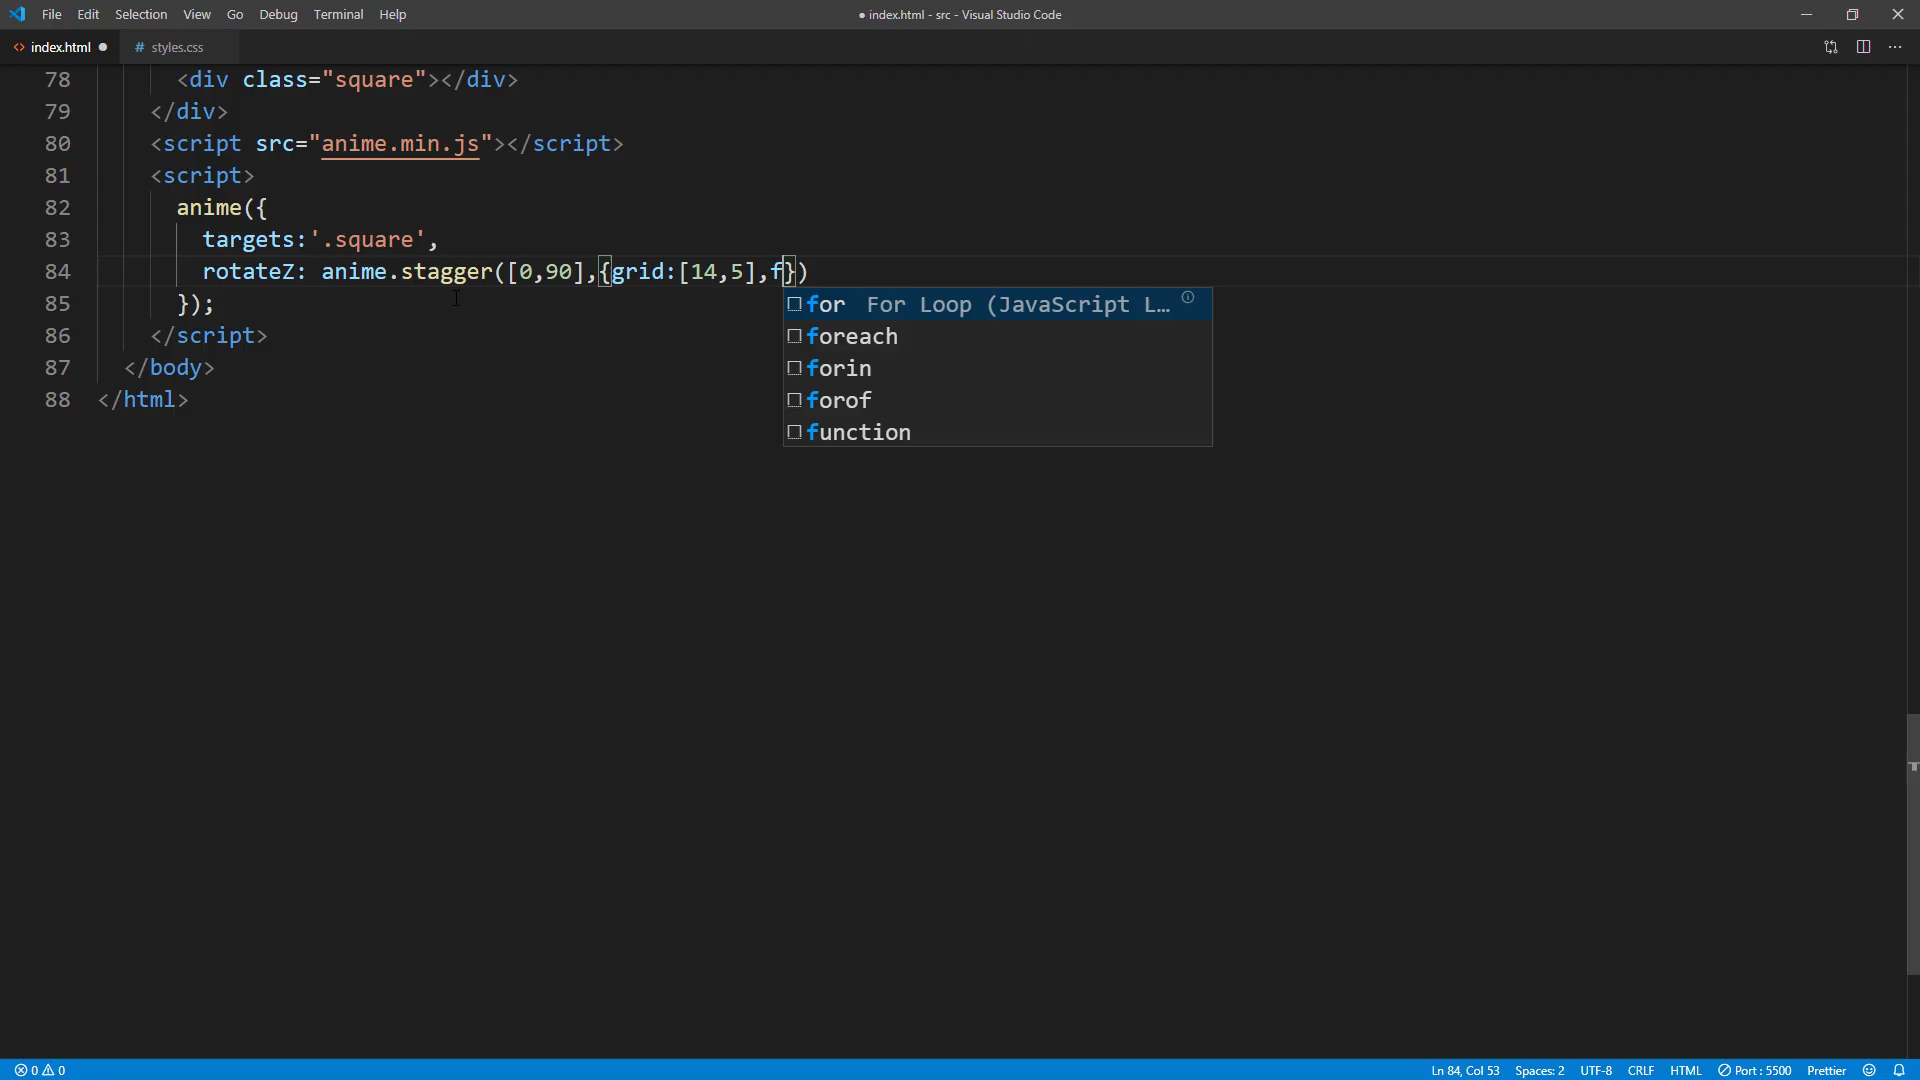 File Edit Selection View Go Debug Terminal Help
● index.html - src - Visual Studio Code
<> index.html ● # styles.css
78 <div class="square"></div>
79 </div>
80 <script src="anime.min.js"></script>
81 <script>
82 anime({
83 targets:'.square',
84 rotateZ: anime.stagger([0,90],{grid:[14,5],f})
85 });
86 </script>
87 </body>
88 </html>
for For Loop (JavaScript L…
foreach
forin
forof
function
0 0 Ln 84, Col 53 Spaces: 2 UTF-8 CRLF HTML Port : 5500 Prettier